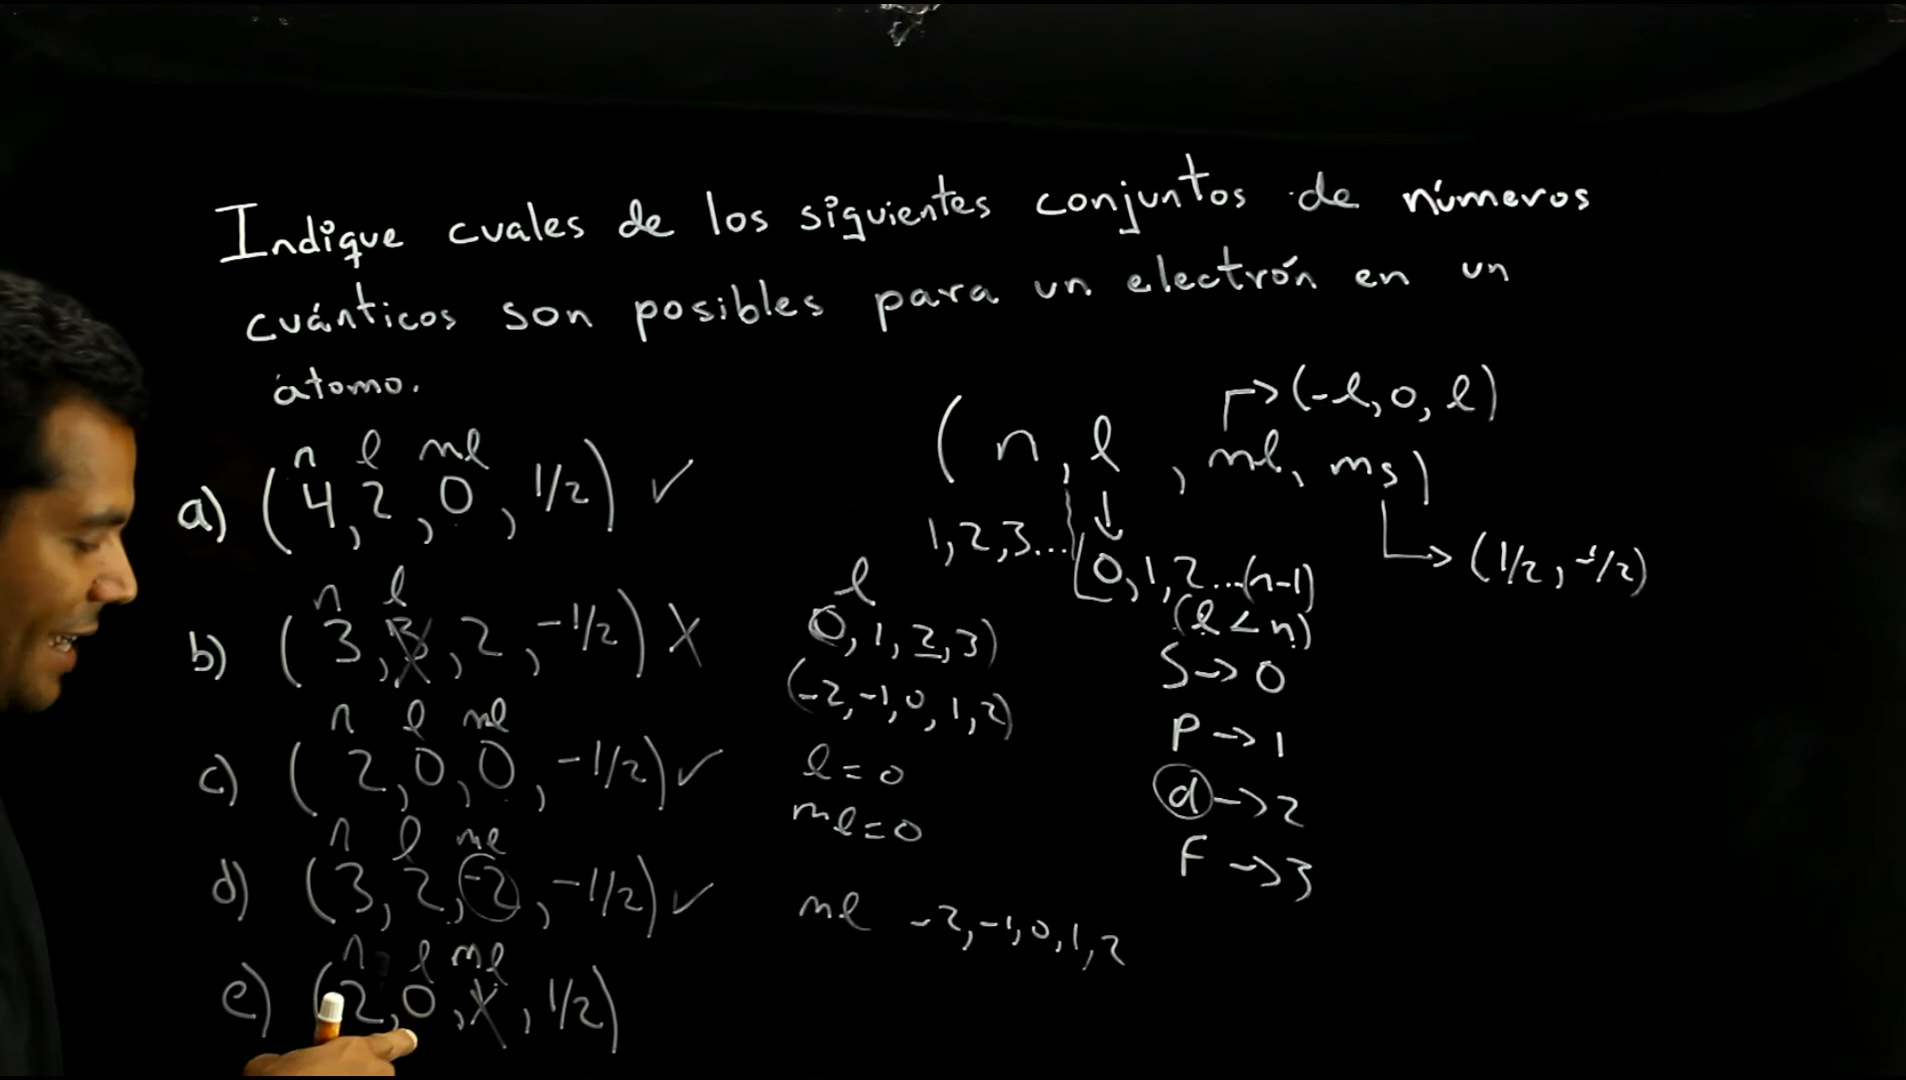 Indique cuales de los siguientes conjuntos de números
cuánticos son posibles para un electrón en un
átomo.
n l ml
a) (4, 2, 0, 1/2) ✓
n l
b) (3, 3, 2, -1/2) X
n l ml
c) (2, 0, 0, -1/2) ✓
n l ml
d) (3, 2, -2, -1/2) ✓
n l ml
e) (2, 0, X, 1/2)
→ (-l, 0, l)
(n, l, ml, ms)
1, 2, 3...
0, 1, 2...(n-1)
→ (1/2, -1/2)
(l < n)
l
0, 1, 2, 3)
(-2, -1, 0, 1, 2)
l = 0
ml = 0
ml -2, -1, 0, 1, 2
S → 0
P → 1
d → 2
F → 3